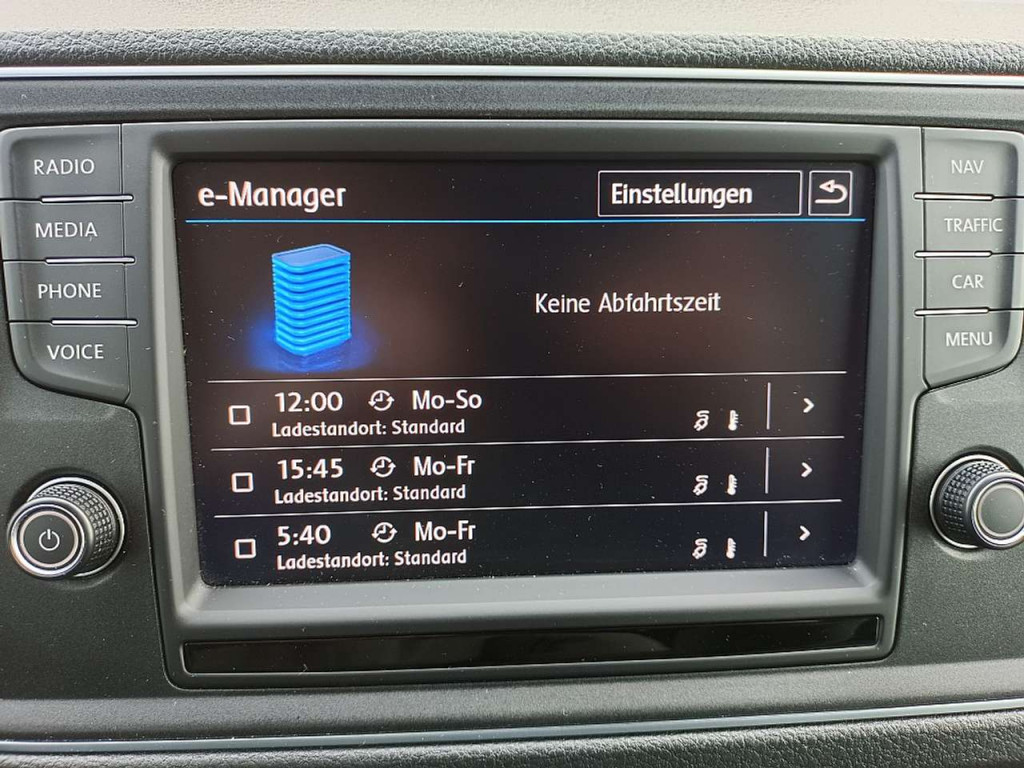 RADIO
MEDIA
PHONE
VOICE
e-Manager
Einstellungen
Keine Abfahrtszeit
12:00 Mo-So
Ladestandort: Standard
15:45 Mo-Fr
Ladestandort: Standard
5:40 Mo-Fr
Ladestandort: Standard
NAV
TRAFFIC
CAR
MENU